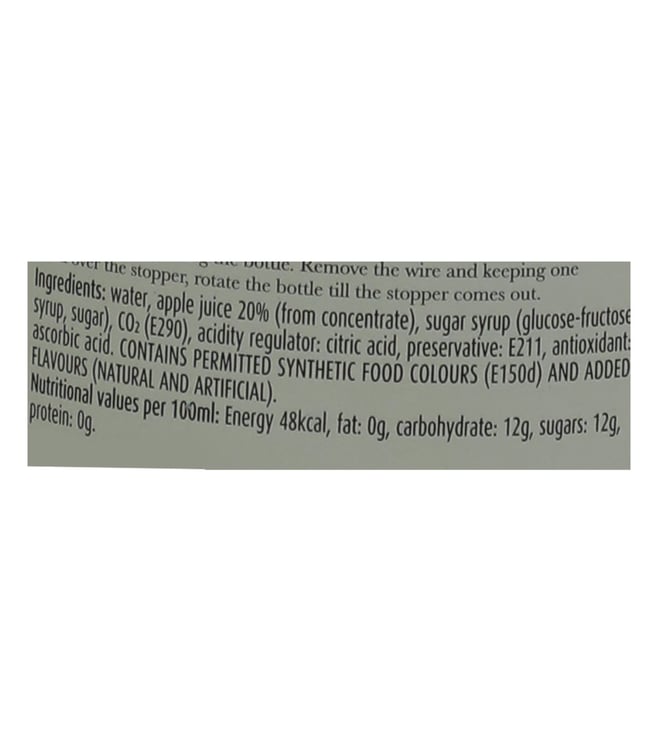 the stopper, rotate the bottle till the stopper comes out.
Remove the wire and keeping one
Ingredients: water, apple juice 20% (from concentrate), sugar syrup (glucose-fructose
syrup, sugar), CO₂ (E290), acidity regulator: citric acid, preservative: E211, antioxidant:
ascorbic acid. CONTAINS PERMITTED SYNTHETIC FOOD COLOURS (E150d) AND ADDED
FLAVOURS (NATURAL AND ARTIFICIAL).
Nutritional values per 100ml: Energy 48kcal, fat: 0g, carbohydrate: 12g, sugars: 12g,
protein: 0g.